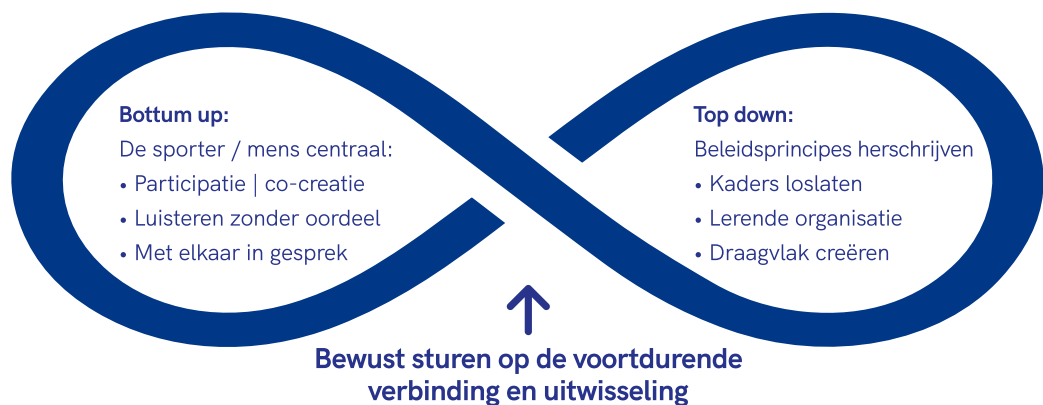 Bottum up:
De sporter / mens centraal:
• Participatie | co-creatie
• Luisteren zonder oordeel
• Met elkaar in gesprek
Top down:
Beleidsprincipes herschrijven
• Kaders loslaten
• Lerende organisatie
• Draagvlak creëren
Bewust sturen op de voortdurende
verbinding en uitwisseling